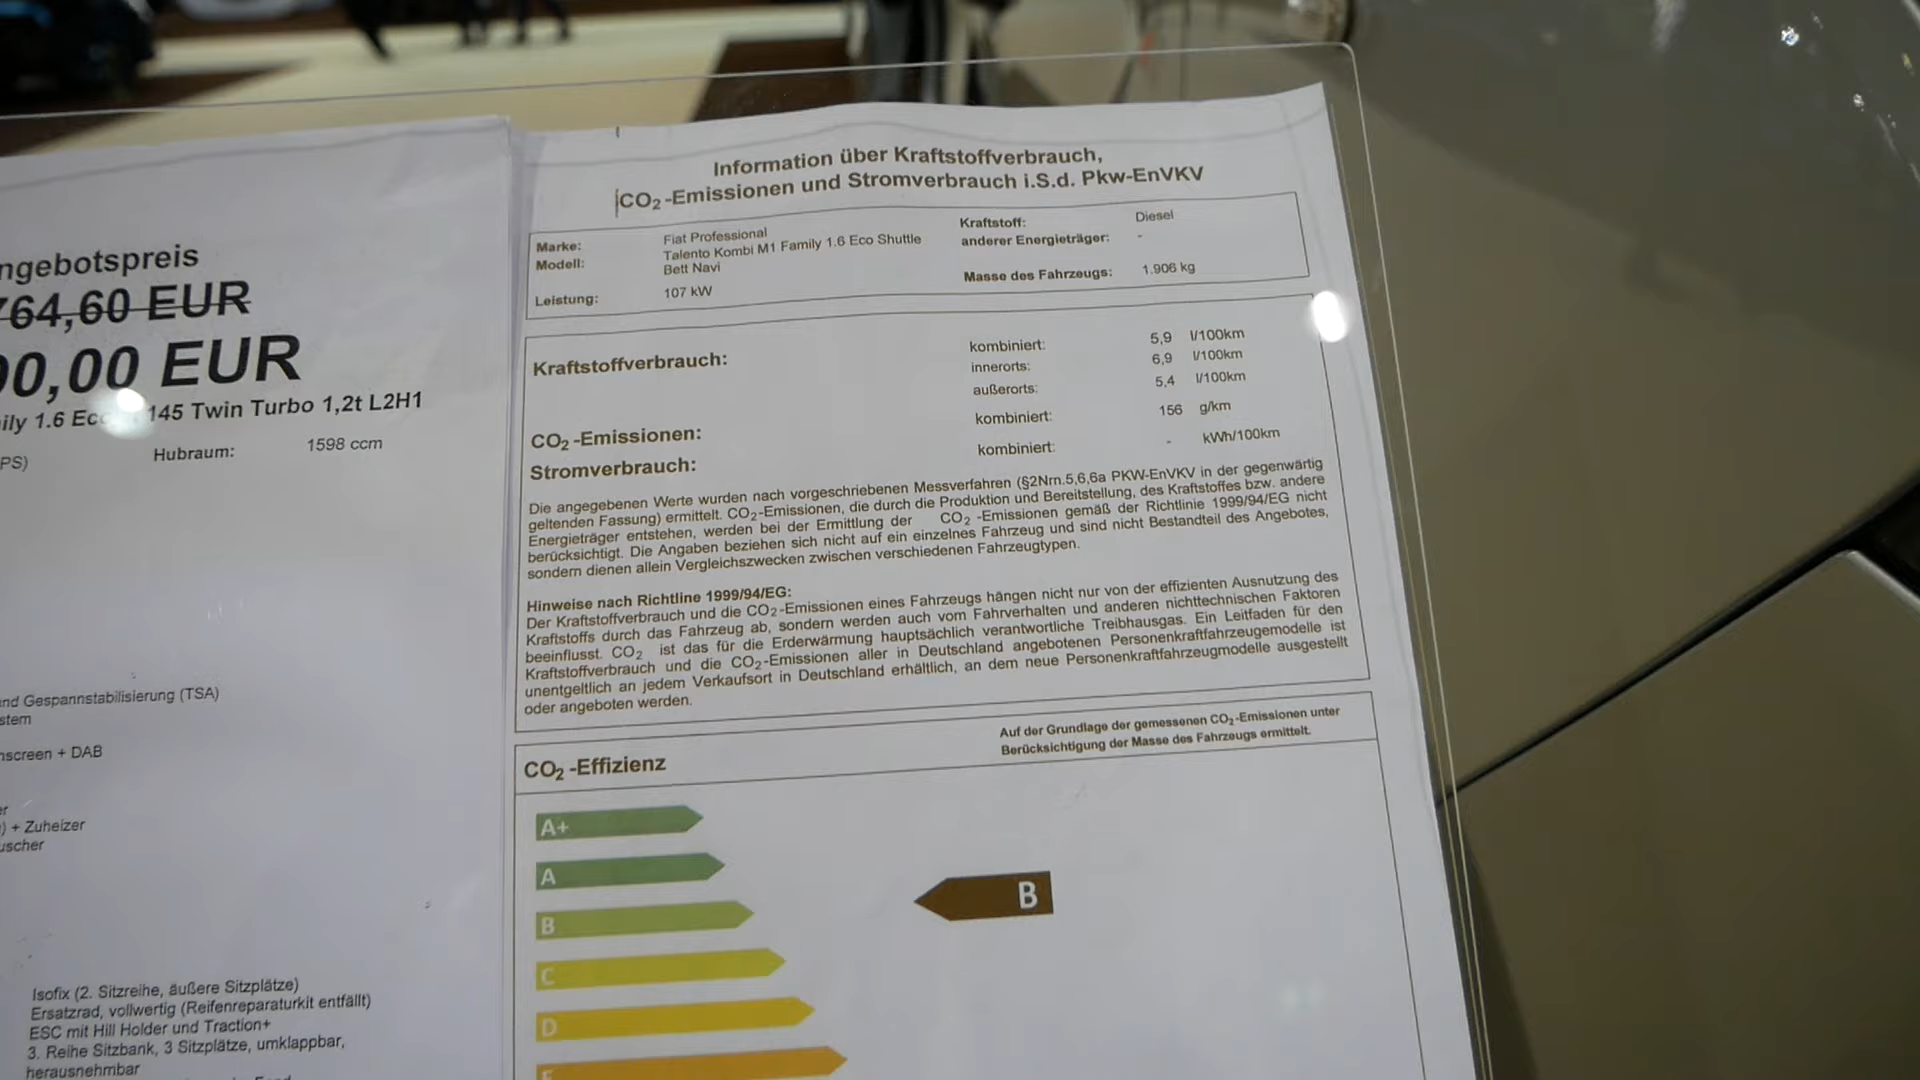 Angebotspreis
764,60 EUR
00,00 EUR
ily 1.6 Eco 145 Twin Turbo 1,2t L2H1
PS)
Hubraum: 1598 ccm
nd Gespannstabilisierung (TSA)
stem
nscreen + DAB
er
) + Zuheizer
uscher
Isofix (2. Sitzreihe, äußere Sitzplätze)
Ersatzrad, vollwertig (Reifenreparaturkit entfällt)
ESC mit Hill Holder und Traction+
3. Reihe Sitzbank, 3 Sitzplätze, umklappbar,
herausnehmbar
Information über Kraftstoffverbrauch,
CO2-Emissionen und Stromverbrauch i.S.d. Pkw-EnVKV
Marke: Fiat Professional
Modell: Talento Kombi M1 Family 1.6 Eco Shuttle
Bett Navi
Leistung: 107 kW
Kraftstoff: Diesel
anderer Energieträger: -
Masse des Fahrzeugs: 1.906 kg
Kraftstoffverbrauch: kombiniert: 5,9 l/100km
innerorts: 6,9 l/100km
außerorts: 5,4 l/100km
CO2-Emissionen: kombiniert: 156 g/km
Stromverbrauch: kombiniert: - kWh/100km
Die angegebenen Werte wurden nach vorgeschriebenen Messverfahren (§2Nrn.5,6,6a PKW-EnVKV in der gegenwärtig
geltenden Fassung) ermittelt. CO2-Emissionen, die durch die Produktion und Bereitstellung, des Kraftstoffes bzw. andere
Energieträger entstehen, werden bei der Ermittlung der CO2 -Emissionen gemäß der Richtlinie 1999/94/EG nicht
berücksichtigt. Die Angaben beziehen sich nicht auf ein einzelnes Fahrzeug und sind nicht Bestandteil des Angebotes,
sondern dienen allein Vergleichszwecken zwischen verschiedenen Fahrzeugtypen.
Hinweise nach Richtline 1999/94/EG:
Der Kraftstoffverbrauch und die CO2-Emissionen eines Fahrzeugs hängen nicht nur von der effizienten Ausnutzung des
Kraftstoffs durch das Fahrzeug ab, sondern werden auch vom Fahrverhalten und anderen nichttechnischen Faktoren
beeinflusst. CO2 ist das für die Erderwärmung hauptsächlich verantwortliche Treibhausgas. Ein Leitfaden für den
Kraftstoffverbrauch und die CO2-Emissionen aller in Deutschland angebotenen Personenkraftfahrzeugemodelle ist
unentgeltlich an jedem Verkaufsort in Deutschland erhältlich, an dem neue Personenkraftfahrzeugmodelle ausgestellt
oder angeboten werden.
CO2-Effizienz
Auf der Grundlage der gemessenen CO2-Emissionen unter
Berücksichtigung der Masse des Fahrzeugs ermittelt.
A+
A
B
B
C
D
E